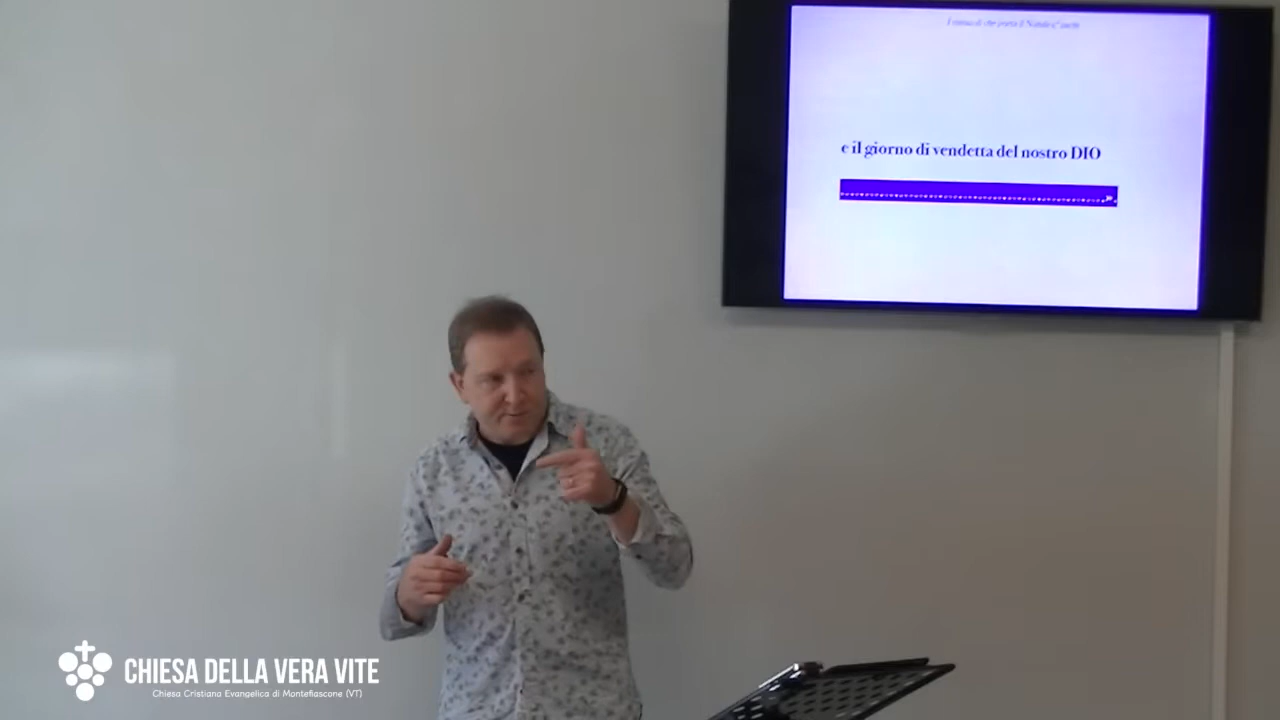 e il giorno di vendetta del nostro DIO
CHIESA DELLA VERA VITE
Chiesa Cristiana Evangelica di Montefiascone (VT)